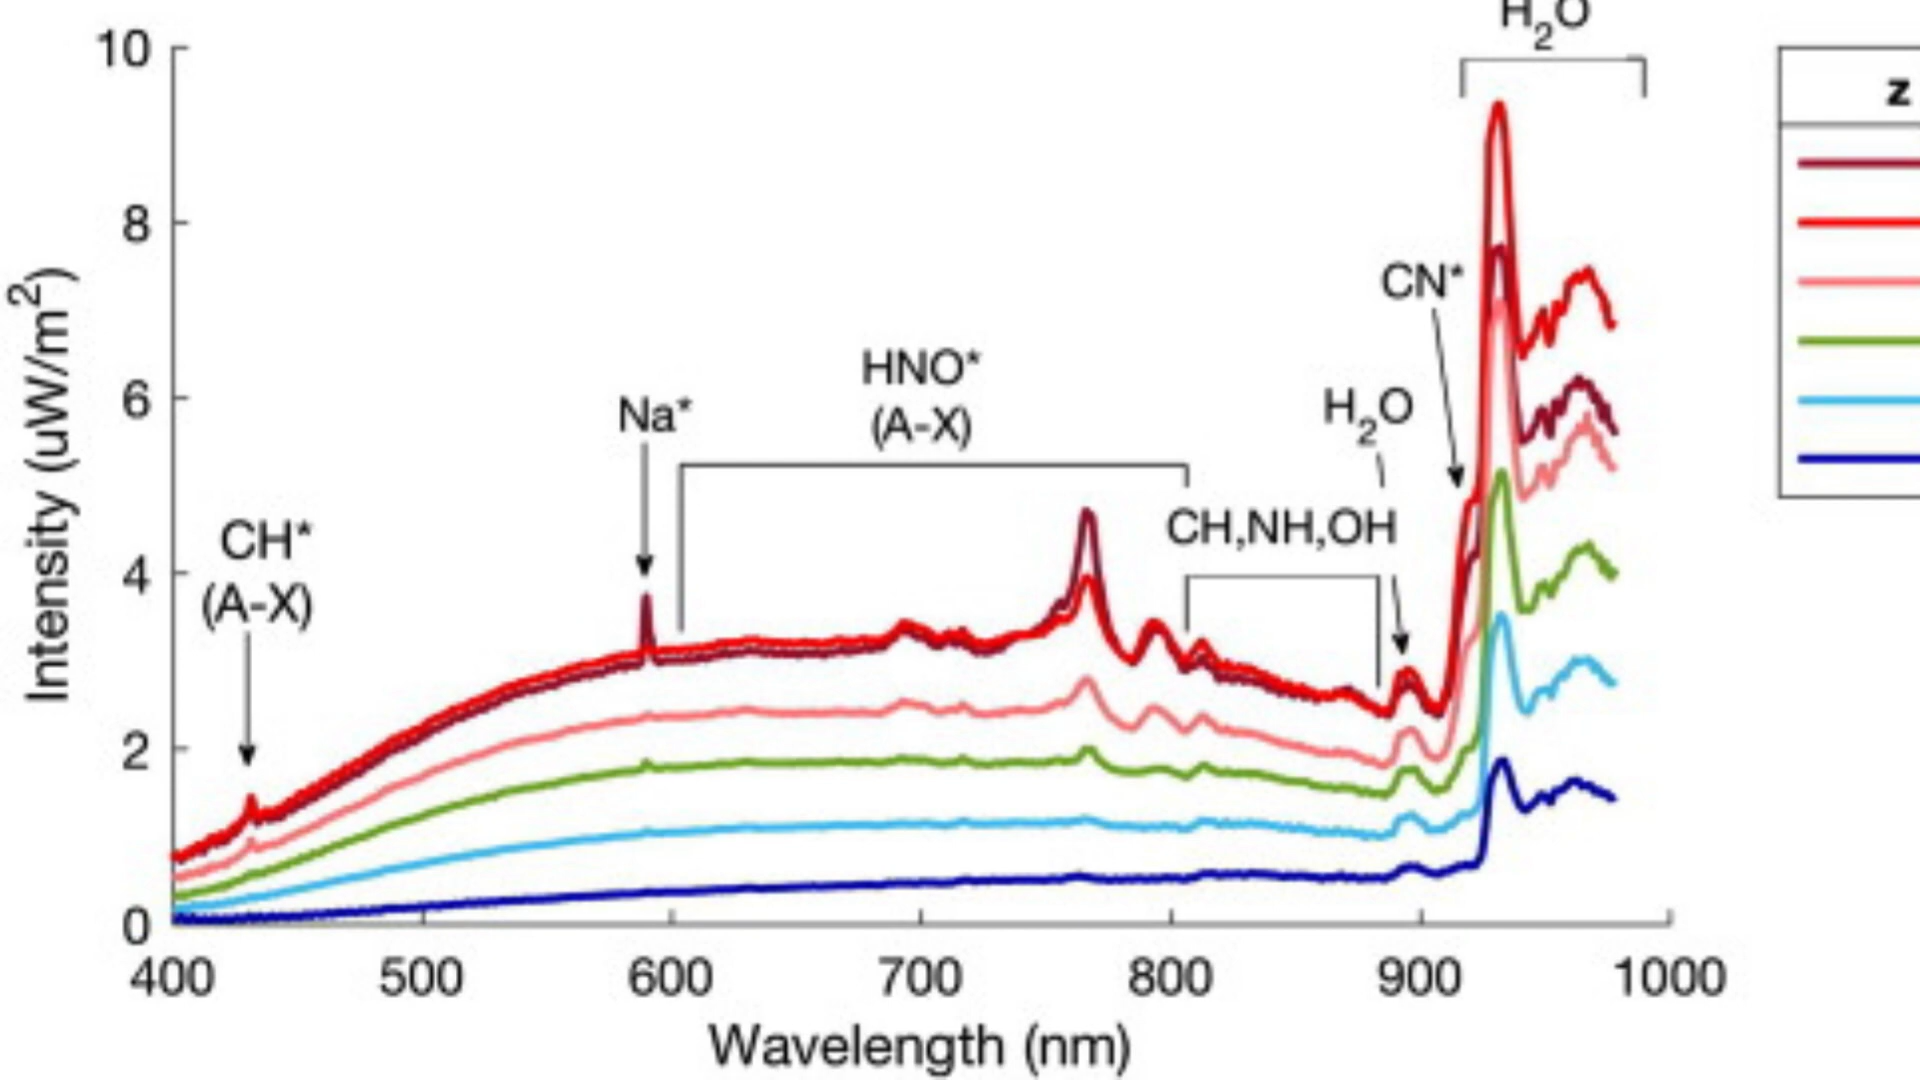 H2O
10
8
6
4
2
0
Intensity (uW/m2)
CH*
(A-X)
Na*
HNO*
(A-X)
CH,NH,OH
H2O
CN*
z
400 500 600 700 800 900 1000
Wavelength (nm)